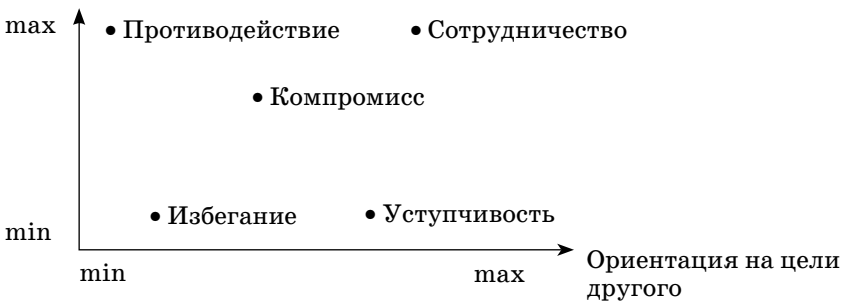 max
• Противодействие
• Сотрудничество
• Компромисс
• Избегание
• Уступчивость
min
min
max
Ориентация на цели
другого